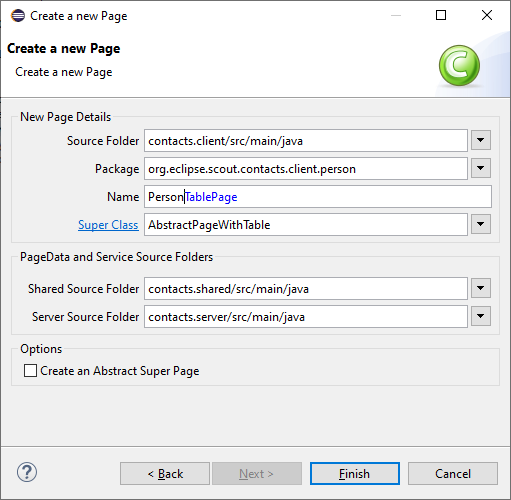 Create a new Page
Create a new Page
Create a new Page
C
New Page Details
Source Folder contacts.client/src/main/java
Package org.eclipse.scout.contacts.client.person
Name PersonTablePage
Super Class AbstractPageWithTable
PageData and Service Source Folders
Shared Source Folder contacts.shared/src/main/java
Server Source Folder contacts.server/src/main/java
Options
Create an Abstract Super Page
? < Back Next > Finish Cancel